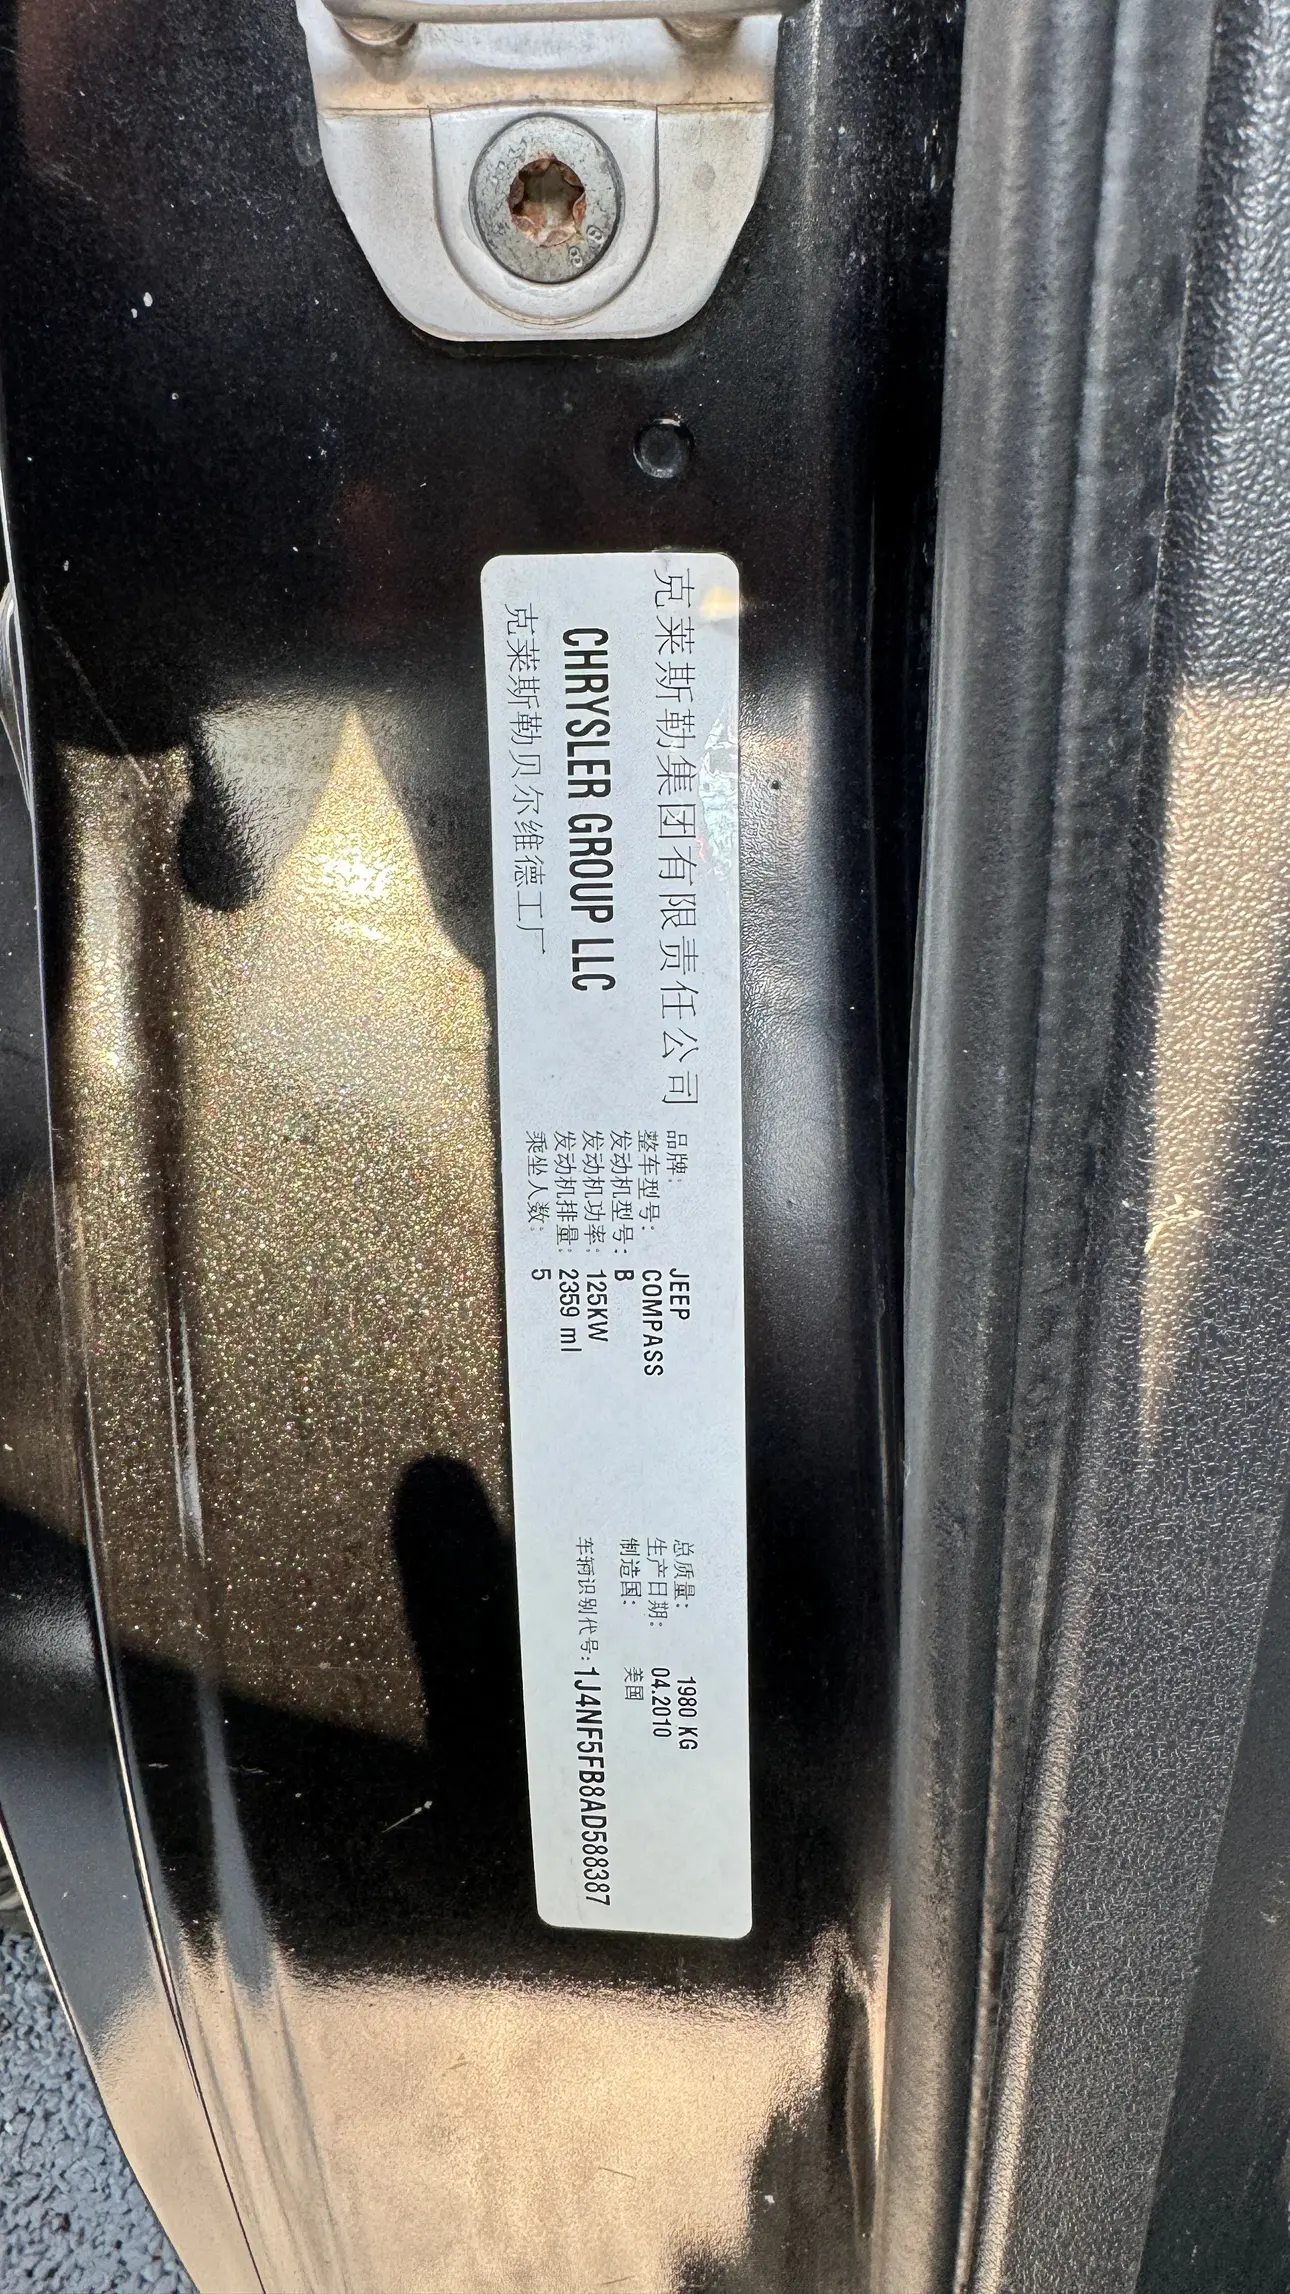 克莱斯勒集团有限责任公司
CHRYSLER GROUP LLC
克莱斯勒贝尔维德工厂
品牌: JEEP
整车型号: COMPASS
发动机型号: B
发动机功率: 125KW
发动机排量: 2359 ml
乘坐人数: 5
总质量: 1980 KG
生产日期: 04.2010
制造国: 美国
车辆识别代号: 1J4NF5FB8AD588387